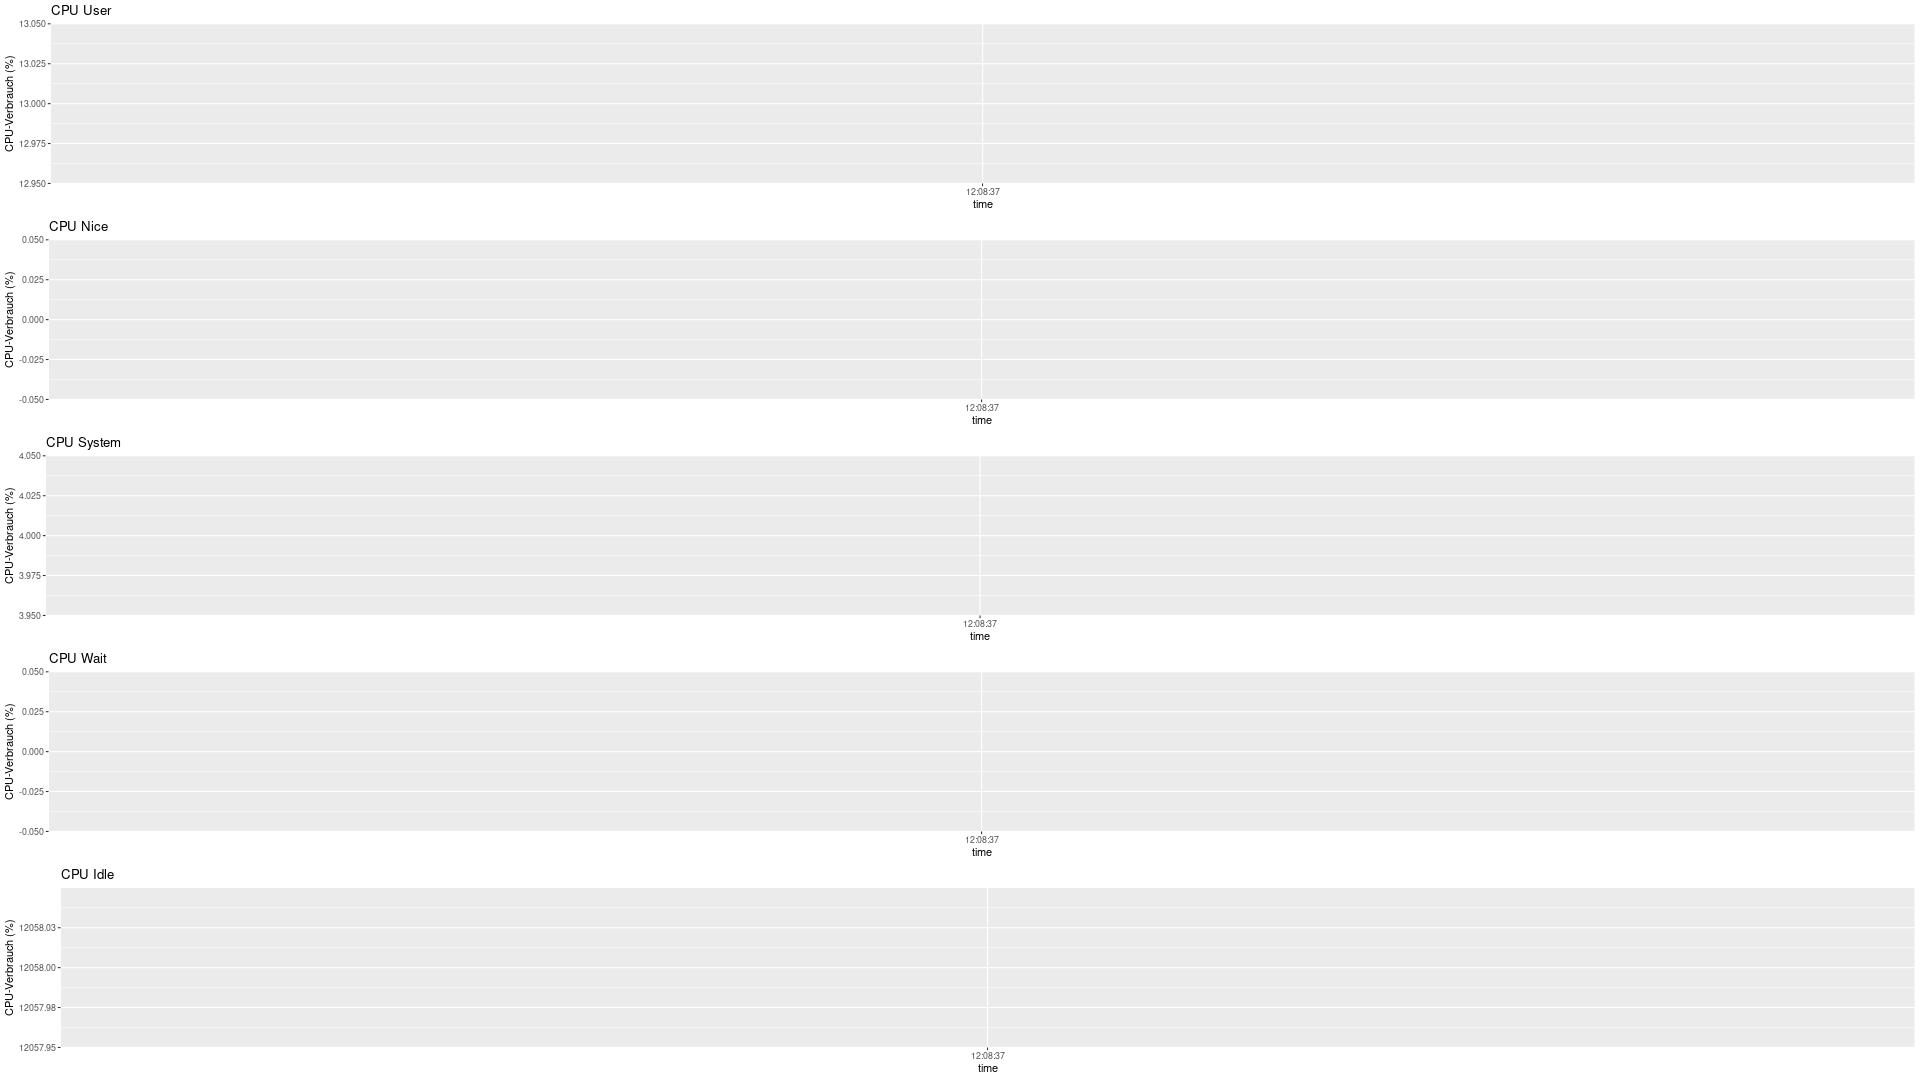 CPU User
CPU-Verbrauch (%)
13.050
13.025
13.000
12.975
12.950
12:08:37
time
CPU Nice
CPU-Verbrauch (%)
0.050
0.025
0.000
-0.025
-0.050
12:08:37
time
CPU System
CPU-Verbrauch (%)
4.050
4.025
4.000
3.975
3.950
12:08:37
time
CPU Wait
CPU-Verbrauch (%)
0.050
0.025
0.000
-0.025
-0.050
12:08:37
time
CPU Idle
CPU-Verbrauch (%)
12058.03
12058.00
12057.98
12057.95
12:08:37
time